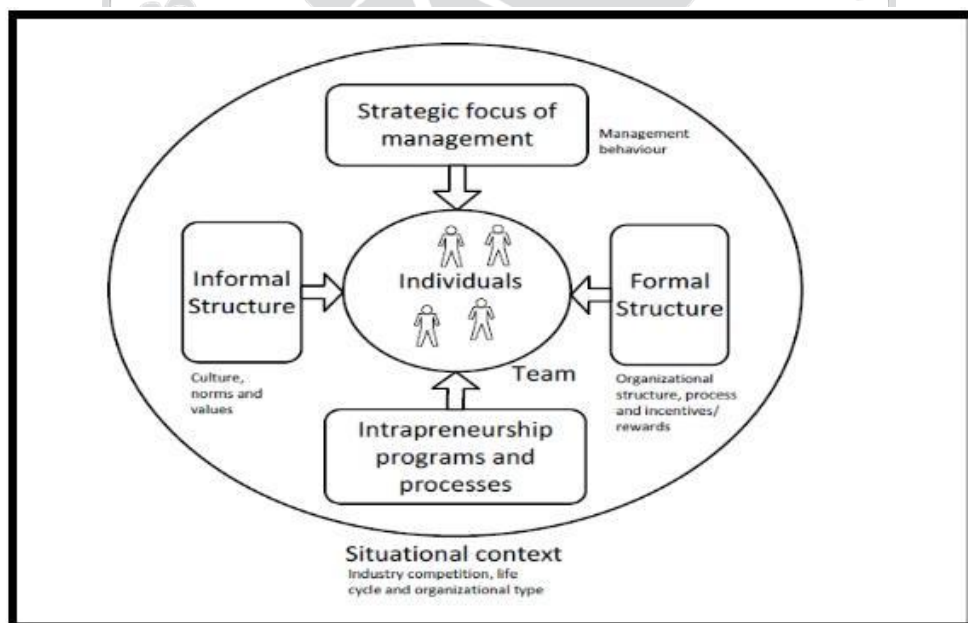 Strategic focus of
management
Management
behaviour
Informal
Structure
Culture,
norms and
values
Individuals
Team
Formal
Structure
Organizational
structure, process
and incentives/
rewards
Intrapreneurship
programs and
processes
Situational context
Industry competition, life
cycle and organizational type